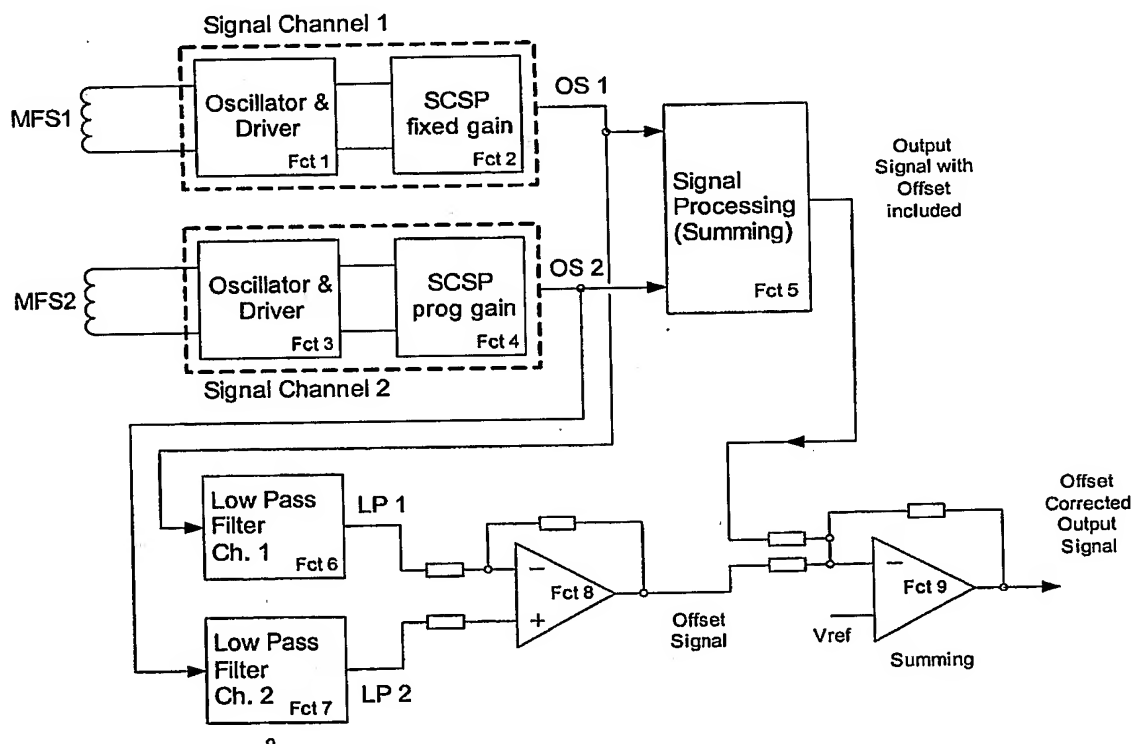 Signal Channel 1
MFS1
Oscillator &
Driver
Fct 1
SCSP
fixed gain
Fct 2
OS 1
Signal
Processing
(Summing)
Fct 5
Output
Signal with
Offset
included
MFS2
Oscillator &
Driver
Fct 3
SCSP
prog gain
Fct 4
OS 2
Signal Channel 2
Low Pass
Filter
Ch. 1
Fct 6
LP 1
Low Pass
Filter
Ch. 2
Fct 7
LP 2
−
+
Fct 8
Offset
Signal
−
Fct 9
Vref
Summing
Offset
Corrected
Output
Signal